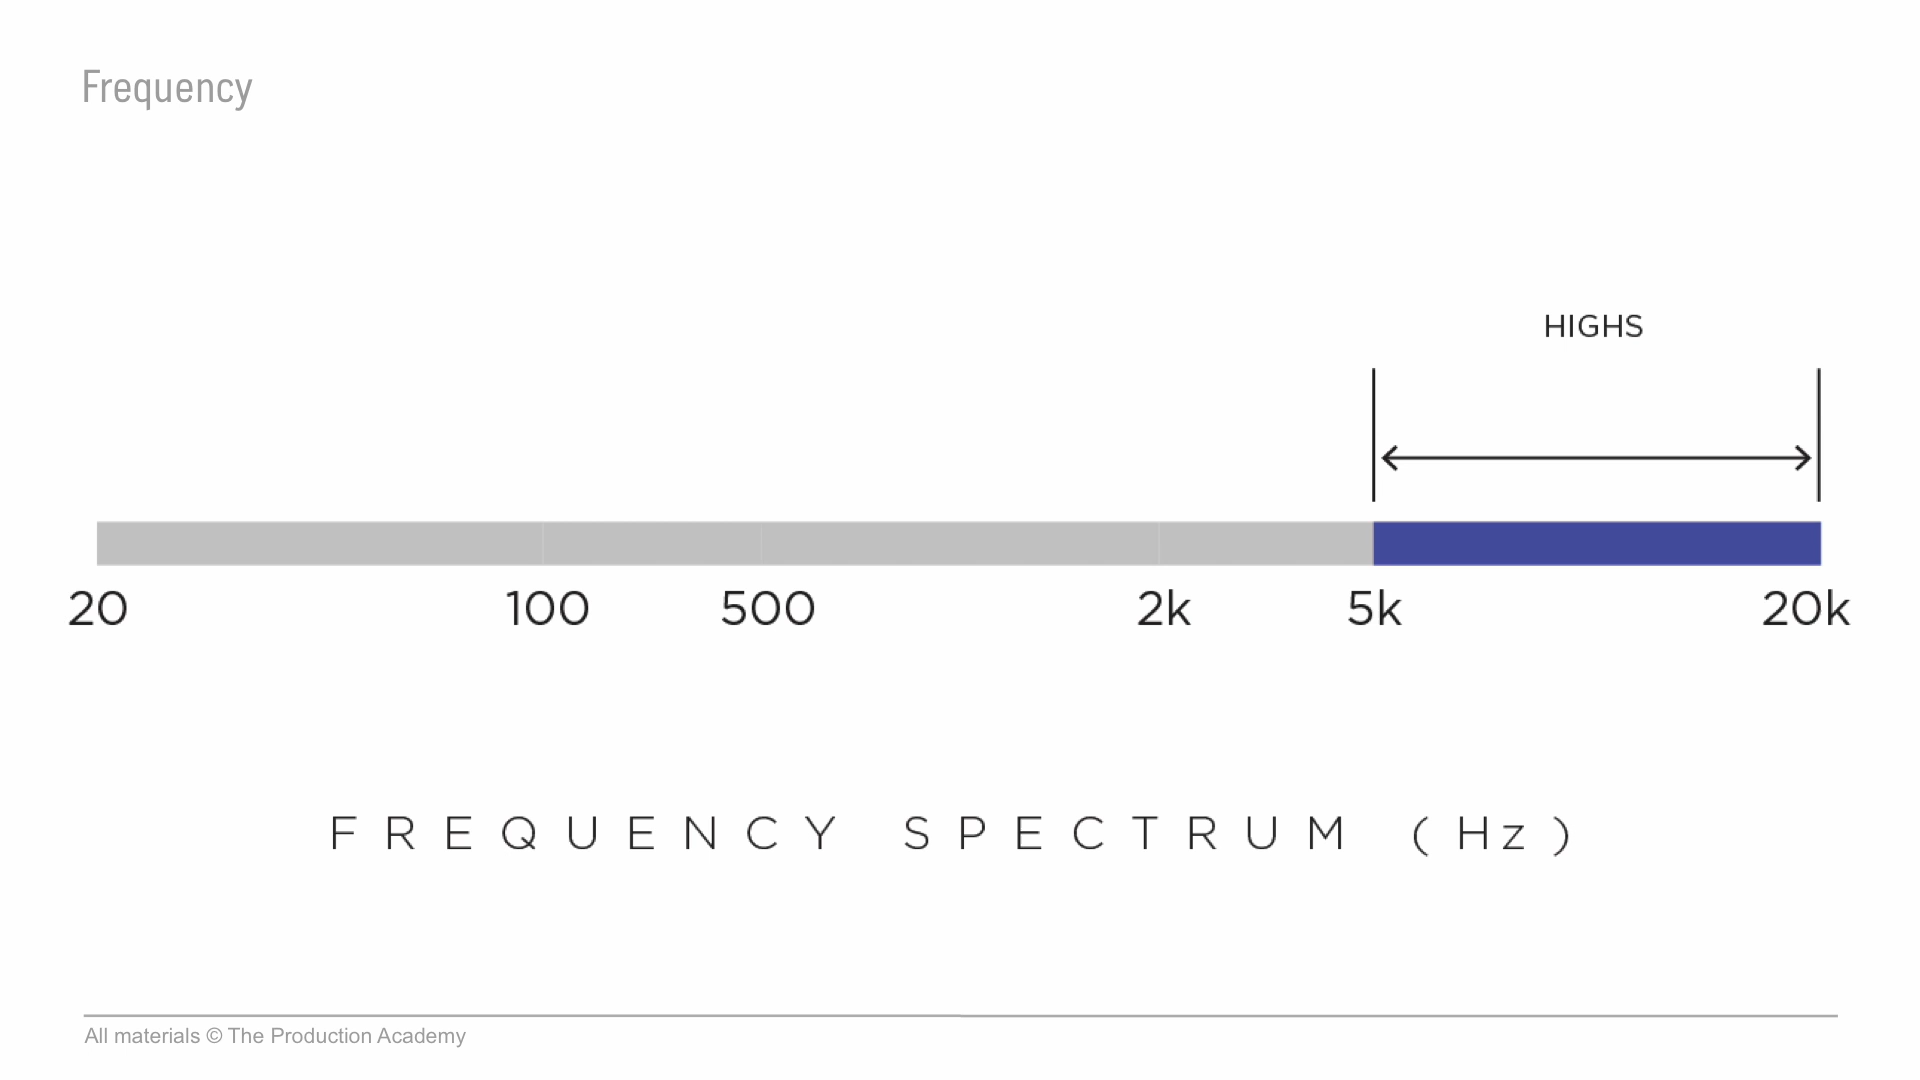 Frequency
HIGHS
20 100 500 2k 5k 20k
FREQUENCY SPECTRUM (Hz)
All materials © The Production Academy